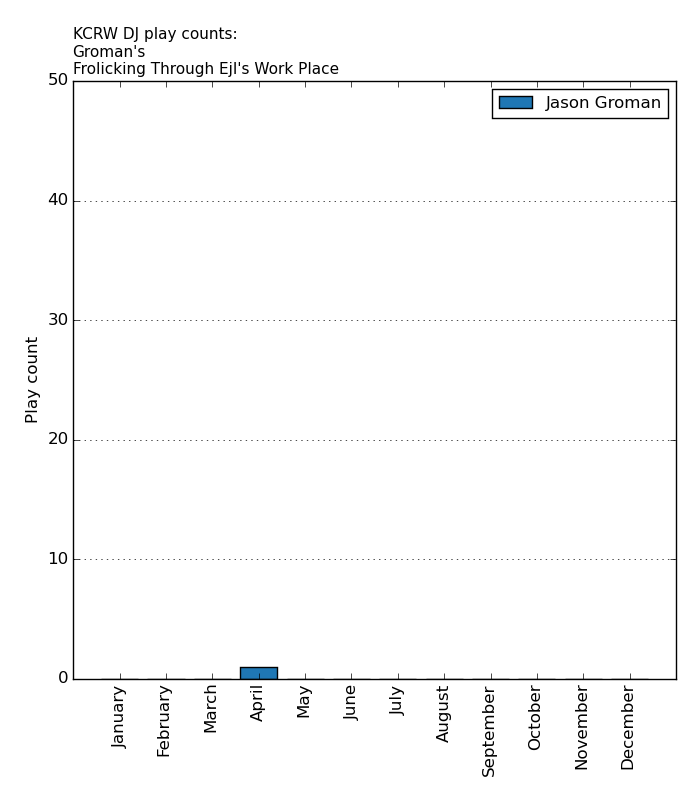 KCRW DJ play counts:
Groman's
Frolicking Through Ejl's Work Place
Jason Groman
Play count
50
40
30
20
10
0
January
February
March
April
May
June
July
August
September
October
November
December